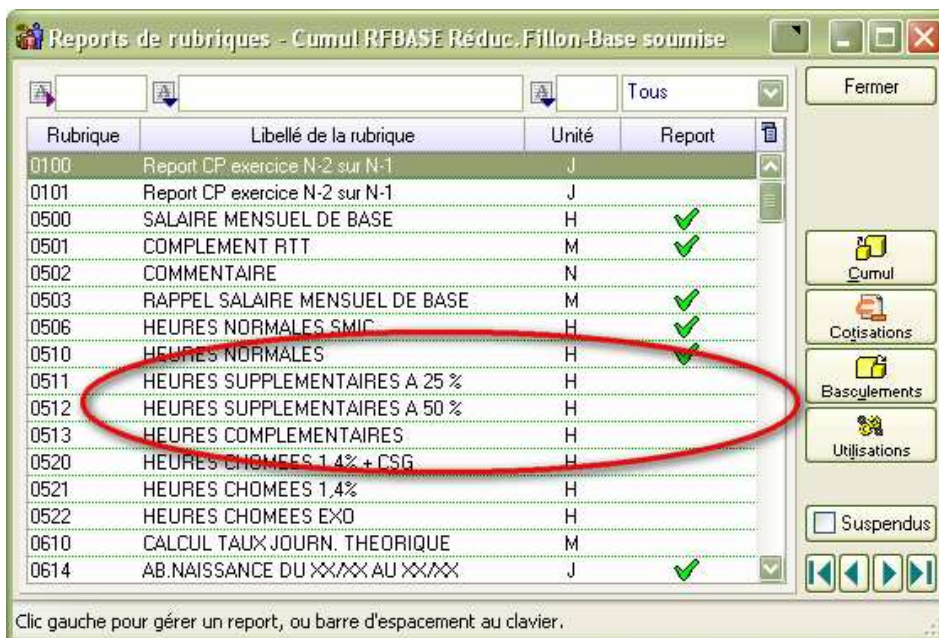 Reports de rubriques - Cumul RFBASE Réduc.Fillon-Base soumise
Tous
Fermer
Rubrique Libellé de la rubrique Unité Report
0100 Report CP exercice N-2 sur N-1 J
0101 Report CP exercice N-2 sur N-1 J
0500 SALAIRE MENSUEL DE BASE H
0501 COMPLEMENT RTT M
0502 COMMENTAIRE N
0503 RAPPEL SALAIRE MENSUEL DE BASE M
0506 HEURES NORMALES SMIC H
0510 HEURES NORMALES H
0511 HEURES SUPPLEMENTAIRES A 25 % H
0512 HEURES SUPPLEMENTAIRES A 50 % H
0513 HEURES COMPLEMENTAIRES H
0520 HEURES CHOMEES 1,4% + CSG H
0521 HEURES CHOMEES 1,4% H
0522 HEURES CHOMEES EXO H
0610 CALCUL TAUX JOURN. THEORIQUE M
0614 AB.NAISSANCE DU XX/XX AU XX/XX J
Cumul
Cotisations
Basculements
Utilisations
Suspendus
Clic gauche pour gérer un report, ou barre d'espacement au clavier.